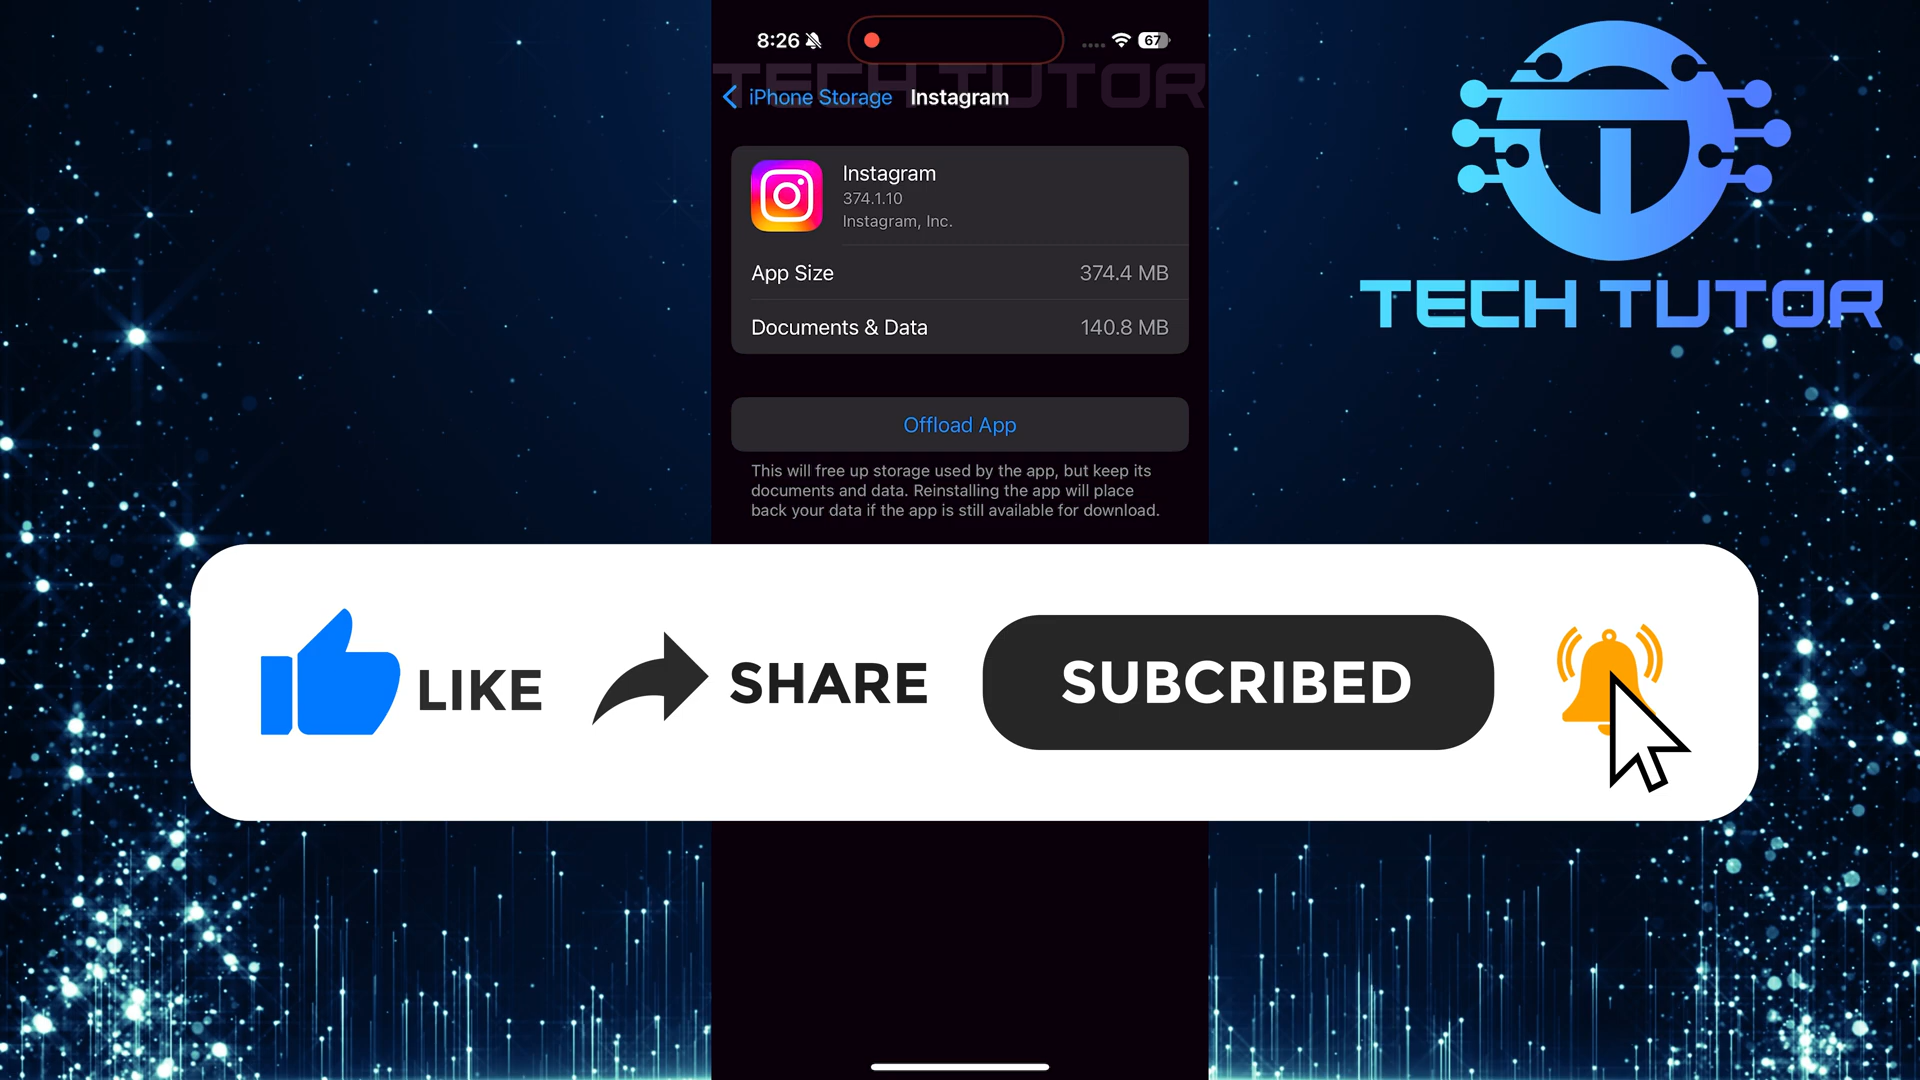 8:26
67
TECH TUTOR
iPhone Storage
Instagram
Instagram
374.1.10
Instagram, Inc.
App Size
374.4 MB
Documents & Data
140.8 MB
Offload App
This will free up storage used by the app, but keep its
documents and data. Reinstalling the app will place
back your data if the app is still available for download.
TECH TUTOR
LIKE
SHARE
SUBCRIBED